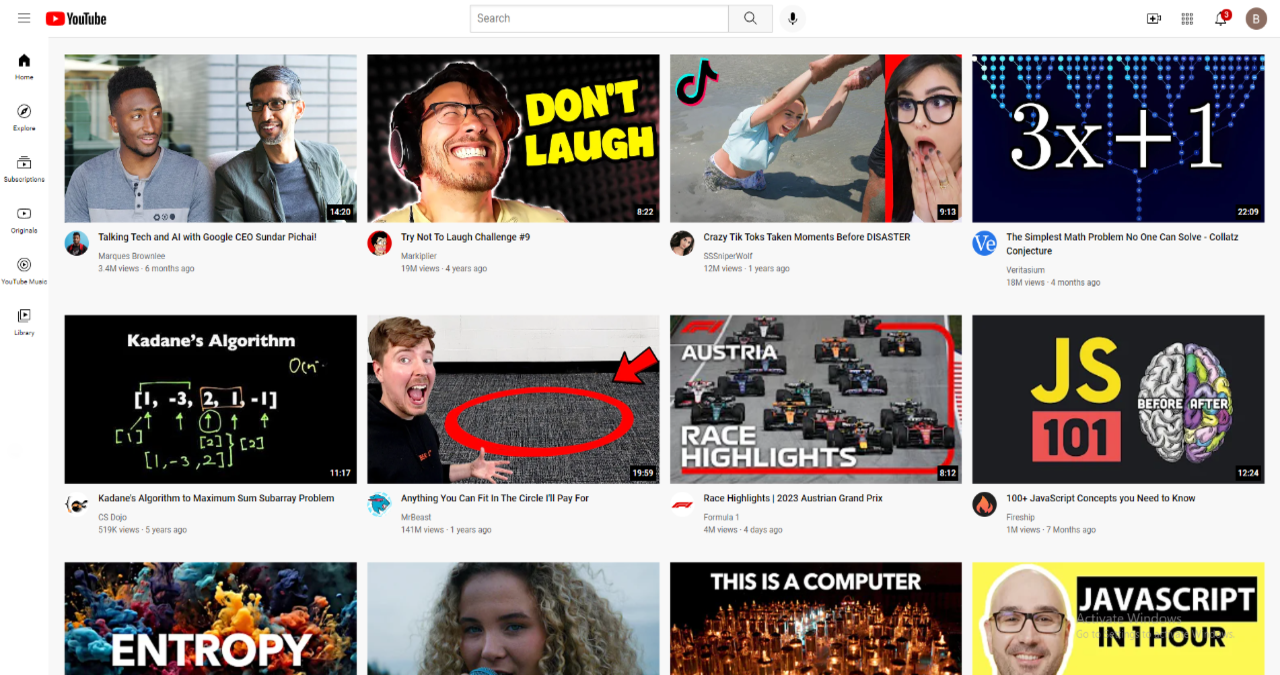 YouTube
Search
3
B
Home
Explore
Subscriptions
Originals
YouTube Music
Library
DON'T
LAUGH
3x+1
14:20
8:22
9:13
22:09
Talking Tech and AI with Google CEO Sundar Pichai!
Marques Brownlee
3.4M views · 6 months ago
Try Not To Laugh Challenge #9
Markiplier
19M views · 4 years ago
Crazy Tik Toks Taken Moments Before DISASTER
SSSniperWolf
12M views · 1 years ago
Ve
The Simplest Math Problem No One Can Solve - Collatz
Conjecture
Veritasium
18M views · 4 months ago
Kadane's Algorithm
[1, -3, 2, 1, -1]
[1]
[2]
[2]
[1,-3,2]
11:17
19:59
AUSTRIA
RACE
HIGHLIGHTS
8:12
JS
101
BEFORE AFTER
12:24
Kadane's Algorithm to Maximum Sum Subarray Problem
CS Dojo
519K views · 5 years ago
Anything You Can Fit In The Circle I'll Pay For
MrBeast
141M views · 1 years ago
Race Highlights | 2023 Austrian Grand Prix
Formula 1
4M views · 4 days ago
100+ JavaScript Concepts you Need to Know
Fireship
1M views · 7 Months ago
ENTROPY
THIS IS A COMPUTER
JAVASCRIPT
IN 1 HOUR
Activate Windows
Go to Settings to activate Windows.